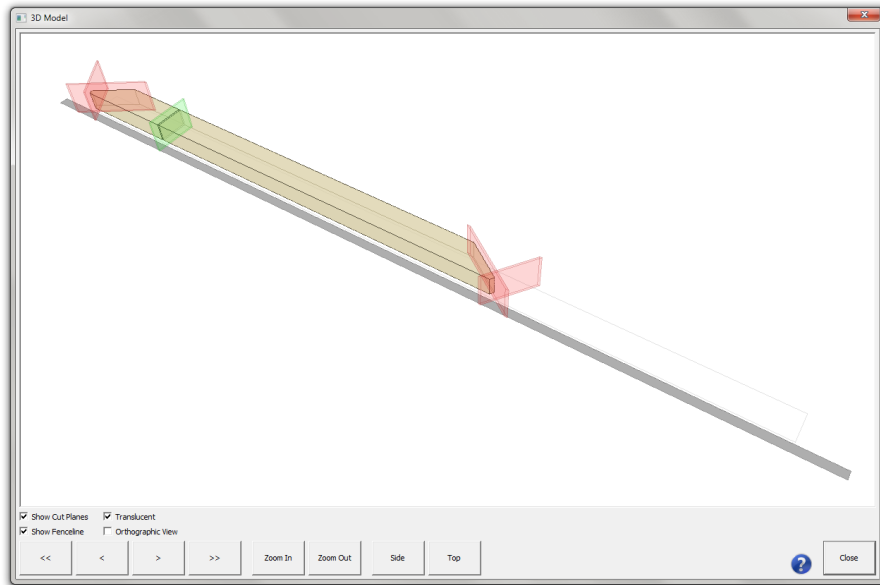 3D Model
x
Show Cut Planes Translucent
Show Fenceline Orthographic View
<< < > >> Zoom In Zoom Out Side Top ? Close